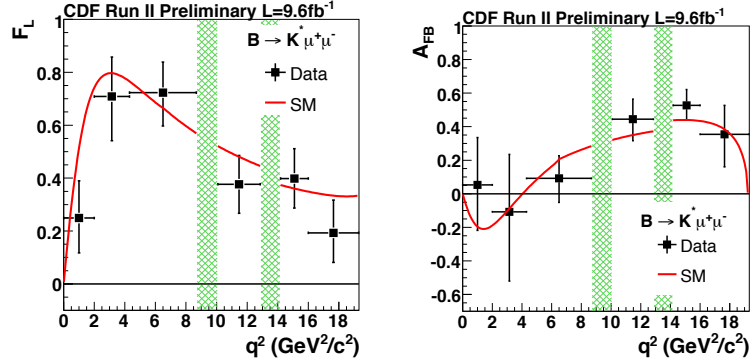 CDF Run II Preliminary L=9.6fb⁻¹
F_L
B → K*μ⁺μ⁻
Data
SM
1
0.8
0.6
0.4
0.2
0
0 2 4 6 8 10 12 14 16 18
q² (GeV²/c²)
CDF Run II Preliminary L=9.6fb⁻¹
A_FB
1
0.8
0.6
0.4
0.2
0
-0.2
-0.4
-0.6
B → K*μ⁺μ⁻
Data
SM
0 2 4 6 8 10 12 14 16 18
q² (GeV²/c²)